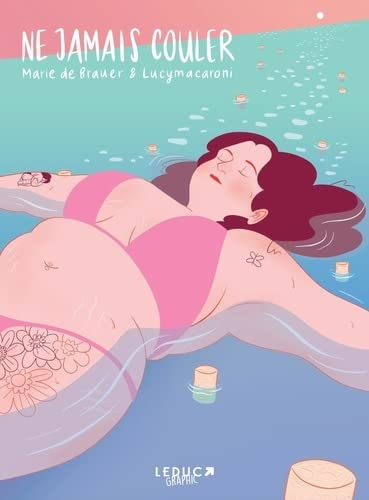 NE JAMAIS COULER
Marie de Brauer & Lucymacaroni
LEDUC
GRAPHIC